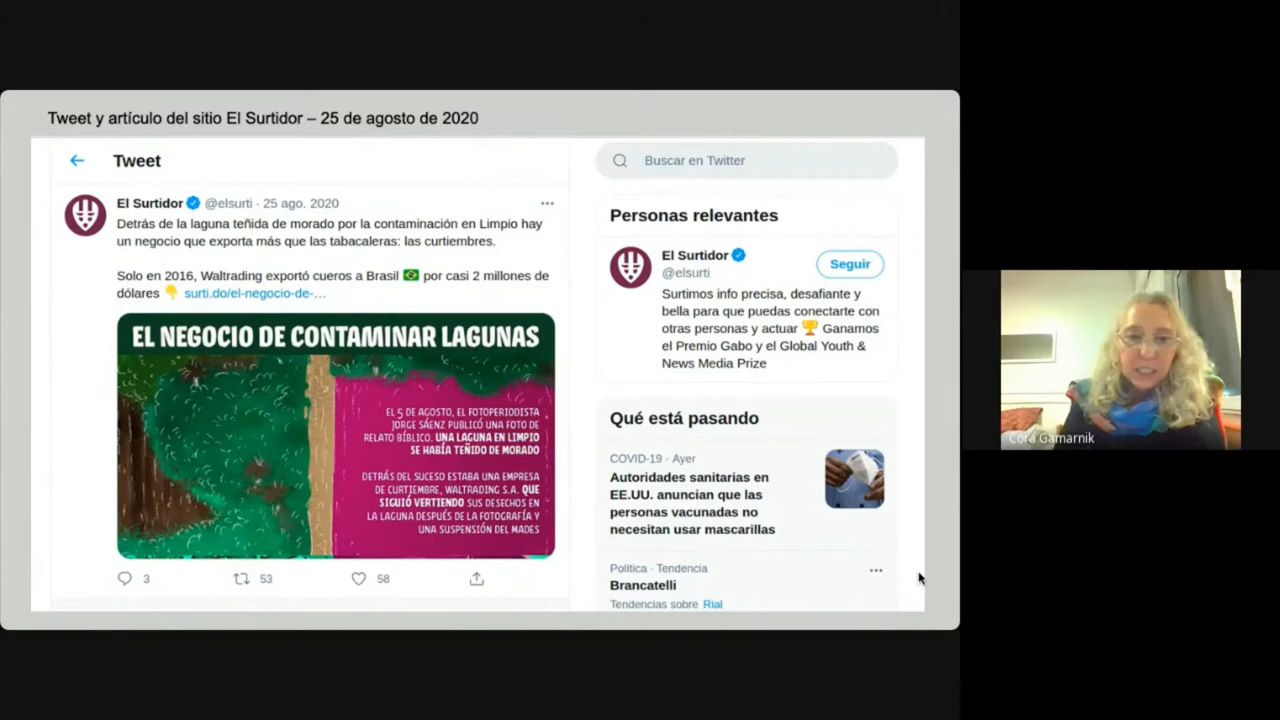 Tweet y artículo del sitio El Surtidor – 25 de agosto de 2020
Tweet
El Surtidor @elsurti · 25 ago. 2020
Detrás de la laguna teñida de morado por la contaminación en Limpio hay
un negocio que exporta más que las tabacaleras: las curtiembres.
Solo en 2016, Waltrading exportó cueros a Brasil 🇧🇷 por casi 2 millones de
dólares 👇 surti.do/el-negocio-de-…
EL NEGOCIO DE CONTAMINAR LAGUNAS
EL 5 DE AGOSTO, EL FOTOPERIODISTA
JORGE SÁENZ PUBLICÓ UNA FOTO DE
RELATO BÍBLICO. UNA LAGUNA EN LIMPIO
SE HABÍA TEÑIDO DE MORADO
DETRÁS DEL SUCESO ESTABA UNA EMPRESA
DE CURTIEMBRE, WALTRADING S.A. QUE
SIGUIÓ VERTIENDO SUS DESECHOS EN
LA LAGUNA DESPUÉS DE LA FOTOGRAFÍA Y
UNA SUSPENSIÓN DEL MADES
3
53
58
Buscar en Twitter
Personas relevantes
El Surtidor
@elsurti
Seguir
Surtimos info precisa, desafiante y
bella para que puedas conectarte con
otras personas y actuar 🏆 Ganamos
el Premio Gabo y el Global Youth &
News Media Prize
Qué está pasando
COVID-19 · Ayer
Autoridades sanitarias en
EE.UU. anuncian que las
personas vacunadas no
necesitan usar mascarillas
Política · Tendencia
Brancatelli
Tendencias sobre Rial
Cora Gamarnik